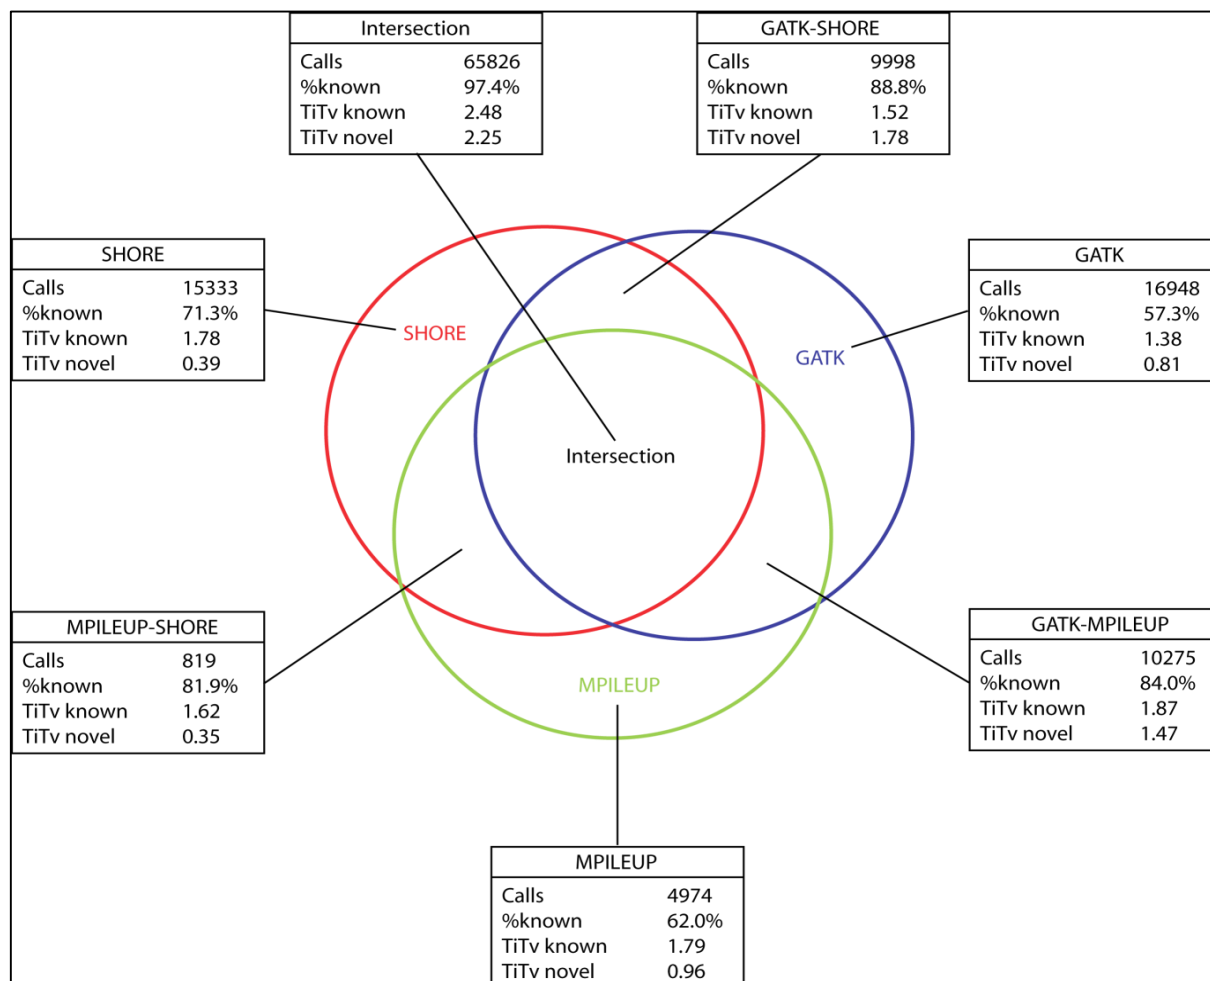 Intersection
Calls 65826
%known 97.4%
TiTv known 2.48
TiTv novel 2.25
GATK-SHORE
Calls 9998
%known 88.8%
TiTv known 1.52
TiTv novel 1.78
SHORE
Calls 15333
%known 71.3%
TiTv known 1.78
TiTv novel 0.39
GATK
Calls 16948
%known 57.3%
TiTv known 1.38
TiTv novel 0.81
SHORE
GATK
Intersection
MPILEUP
MPILEUP-SHORE
Calls 819
%known 81.9%
TiTv known 1.62
TiTv novel 0.35
GATK-MPILEUP
Calls 10275
%known 84.0%
TiTv known 1.87
TiTv novel 1.47
MPILEUP
Calls 4974
%known 62.0%
TiTv known 1.79
TiTv novel 0.96